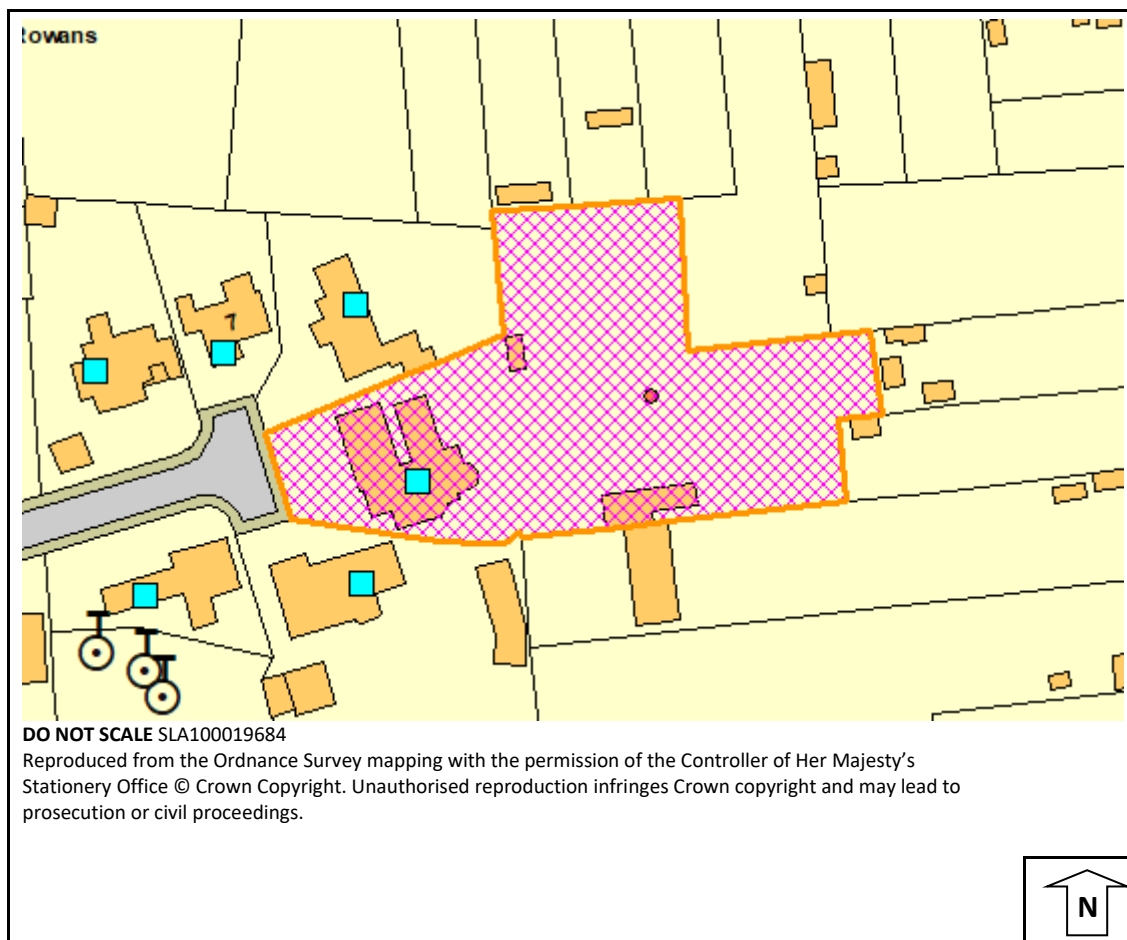 Rowans
7
DO NOT SCALE SLA100019684
Reproduced from the Ordnance Survey mapping with the permission of the Controller of Her Majesty's
Stationery Office © Crown Copyright. Unauthorised reproduction infringes Crown copyright and may lead to
prosecution or civil proceedings.
N